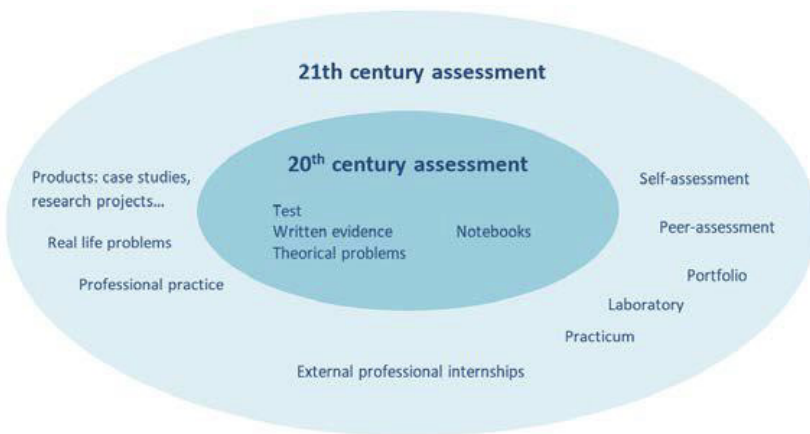 21th century assessment
20th century assessment
Products: case studies,
research projects...
Real life problems
Professional practice
Test
Written evidence
Theorical problems
Notebooks
Self-assessment
Peer-assessment
Portfolio
Laboratory
Practicum
External professional internships